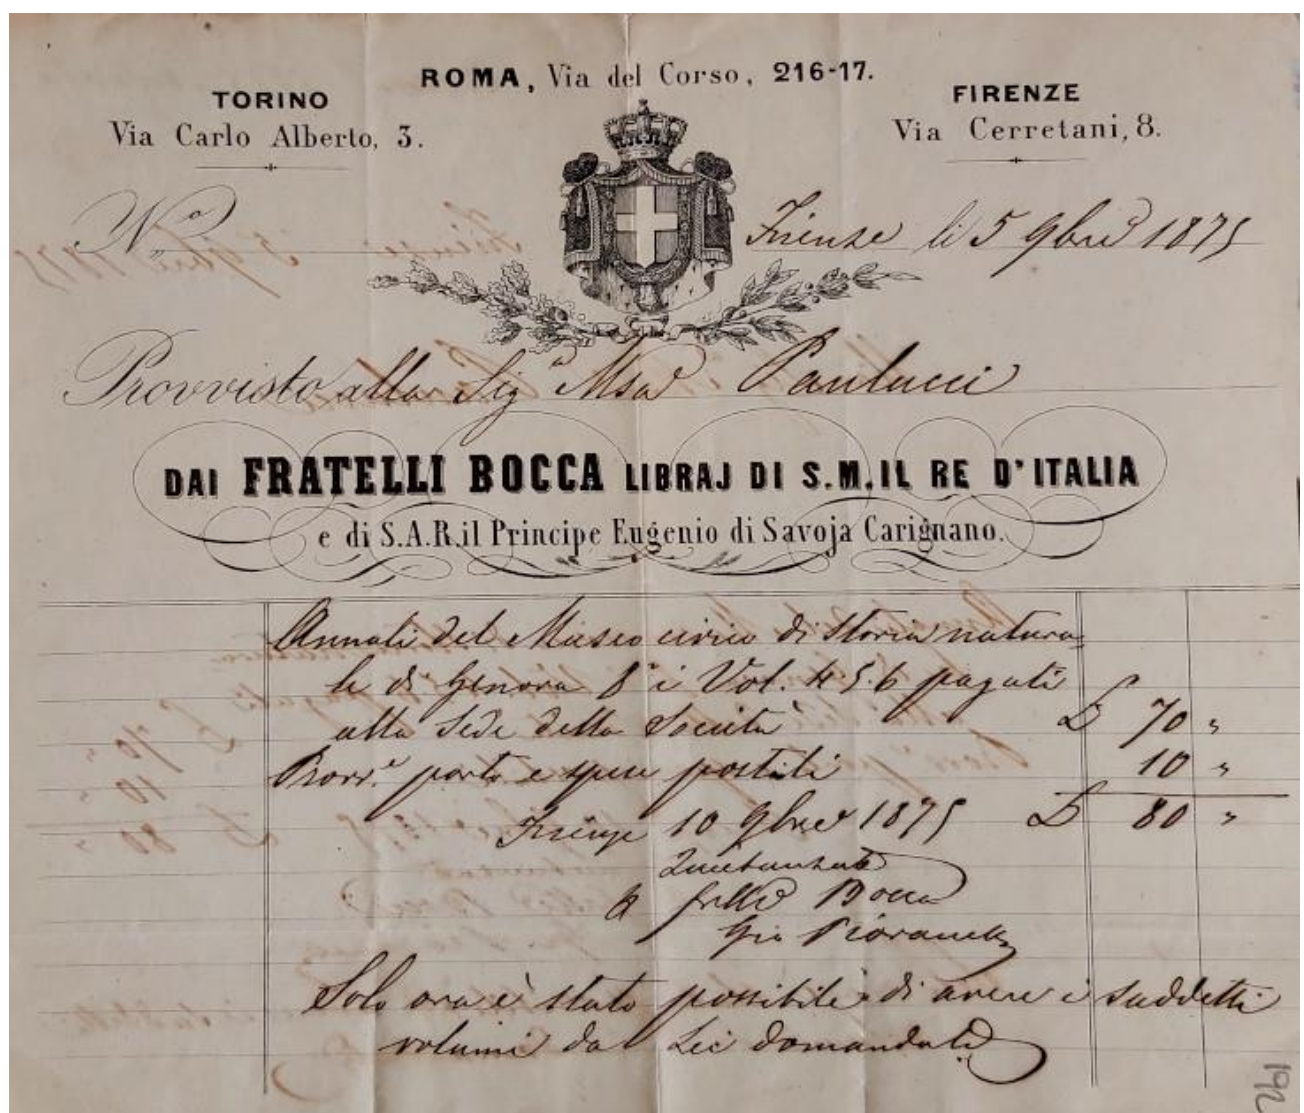 ROMA, Via del Corso, 216-17.
TORINO
Via Carlo Alberto, 3.
FIRENZE
Via Cerretani, 8.
No
Firenze li 5 9bre 1875
Provvisto alla Siga Msa Paulucci
DAI FRATELLI BOCCA LIBRAJ DI S.M. IL RE D'ITALIA
e di S.A.R. il Principe Eugenio di Savoja Carignano.
Annali del Museo civico di Storia natura-
le di Genova 8° i Vol. 4.5.6 pagati
alla Sede della Società £ 70 "
porto e spese postali 10 "
Firenze 10 9bre 1875 £ 80 "
Quietanzato
Bocca
Solo ora è stato possibile di avere i suddetti
volumi da Lei domandati
192